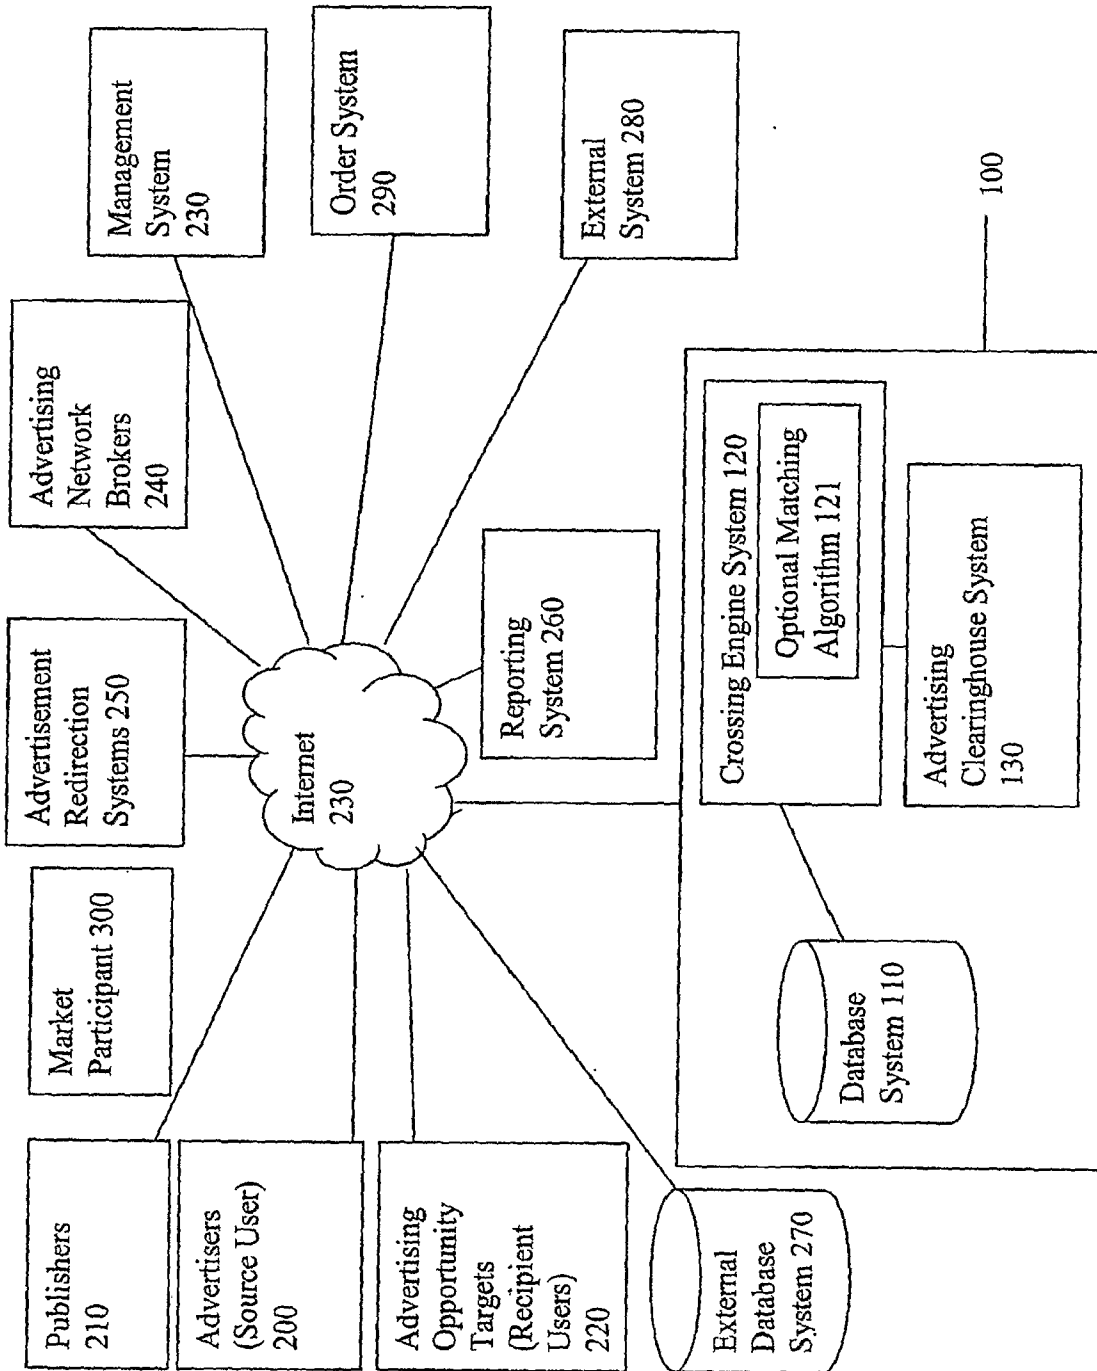 Publishers
210
Advertisers
(Source User)
200
Advertising
Opportunity
Targets
(Recipient
Users)
220
External
Database
System 270
Market
Participant 300
Advertisement
Redirection
Systems 250
Advertising
Network
Brokers
240
Management
System
230
Order System
290
External
System 280
Internet
230
Reporting
System 260
100
Crossing Engine System 120
Optional Matching
Algorithm 121
Advertising
Clearinghouse System
130
Database
System 110